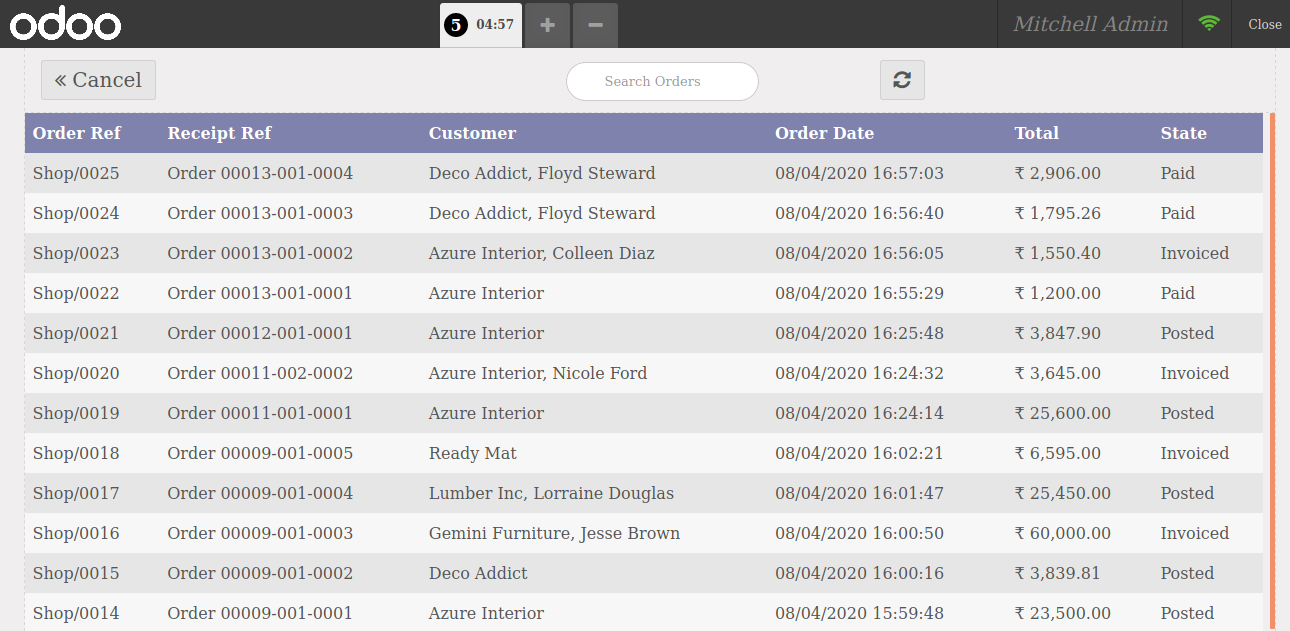 odoo 5 04:57 + − Mitchell Admin Close
« Cancel Search Orders
Order Ref Receipt Ref Customer Order Date Total State
Shop/0025 Order 00013-001-0004 Deco Addict, Floyd Steward 08/04/2020 16:57:03 ₹ 2,906.00 Paid
Shop/0024 Order 00013-001-0003 Deco Addict, Floyd Steward 08/04/2020 16:56:40 ₹ 1,795.26 Paid
Shop/0023 Order 00013-001-0002 Azure Interior, Colleen Diaz 08/04/2020 16:56:05 ₹ 1,550.40 Invoiced
Shop/0022 Order 00013-001-0001 Azure Interior 08/04/2020 16:55:29 ₹ 1,200.00 Paid
Shop/0021 Order 00012-001-0001 Azure Interior 08/04/2020 16:25:48 ₹ 3,847.90 Posted
Shop/0020 Order 00011-002-0002 Azure Interior, Nicole Ford 08/04/2020 16:24:32 ₹ 3,645.00 Invoiced
Shop/0019 Order 00011-001-0001 Azure Interior 08/04/2020 16:24:14 ₹ 25,600.00 Posted
Shop/0018 Order 00009-001-0005 Ready Mat 08/04/2020 16:02:21 ₹ 6,595.00 Invoiced
Shop/0017 Order 00009-001-0004 Lumber Inc, Lorraine Douglas 08/04/2020 16:01:47 ₹ 25,450.00 Posted
Shop/0016 Order 00009-001-0003 Gemini Furniture, Jesse Brown 08/04/2020 16:00:50 ₹ 60,000.00 Invoiced
Shop/0015 Order 00009-001-0002 Deco Addict 08/04/2020 16:00:16 ₹ 3,839.81 Posted
Shop/0014 Order 00009-001-0001 Azure Interior 08/04/2020 15:59:48 ₹ 23,500.00 Posted